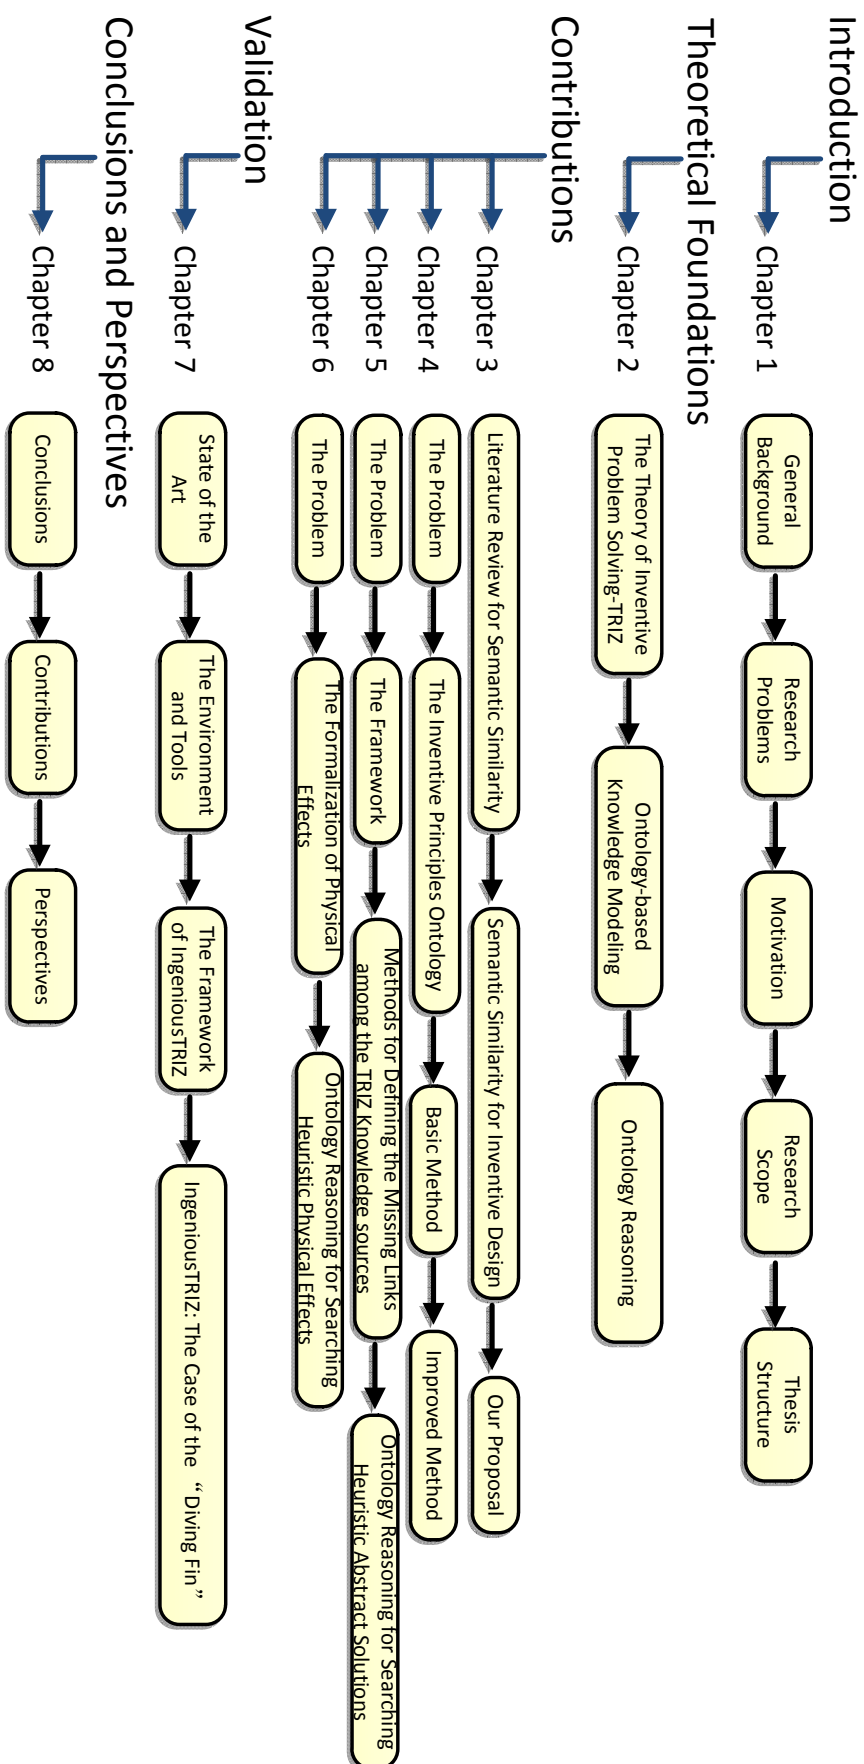 Introduction
Chapter 1
General
Background
Research
Problems
Motivation
Research
Scope
Thesis
Structure
Theoretical Foundations
Chapter 2
The Theory of Inventive
Problem Solving-TRIZ
Ontology-based
Knowledge Modeling
Ontology Reasoning
Contributions
Chapter 3
Literature Review for Semantic Similarity
Semantic Similarity for Inventive Design
Our Proposal
Chapter 4
The Problem
The Inventive Principles Ontology
Basic Method
Improved Method
Chapter 5
The Problem
The Framework
Methods for Defining the Missing Links
among the TRIZ Knowledge sources
Ontology Reasoning for Searching
Heuristic Abstract Solutions
Chapter 6
The Problem
The Formalization of Physical
Effects
Ontology Reasoning for Searching
Heuristic Physical Effects
Validation
Chapter 7
State of the
Art
The Environment
and Tools
The Framework
of IngeniousTRIZ
IngeniousTRIZ: The Case of the “Diving Fin”
Conclusions and Perspectives
Chapter 8
Conclusions
Contributions
Perspectives